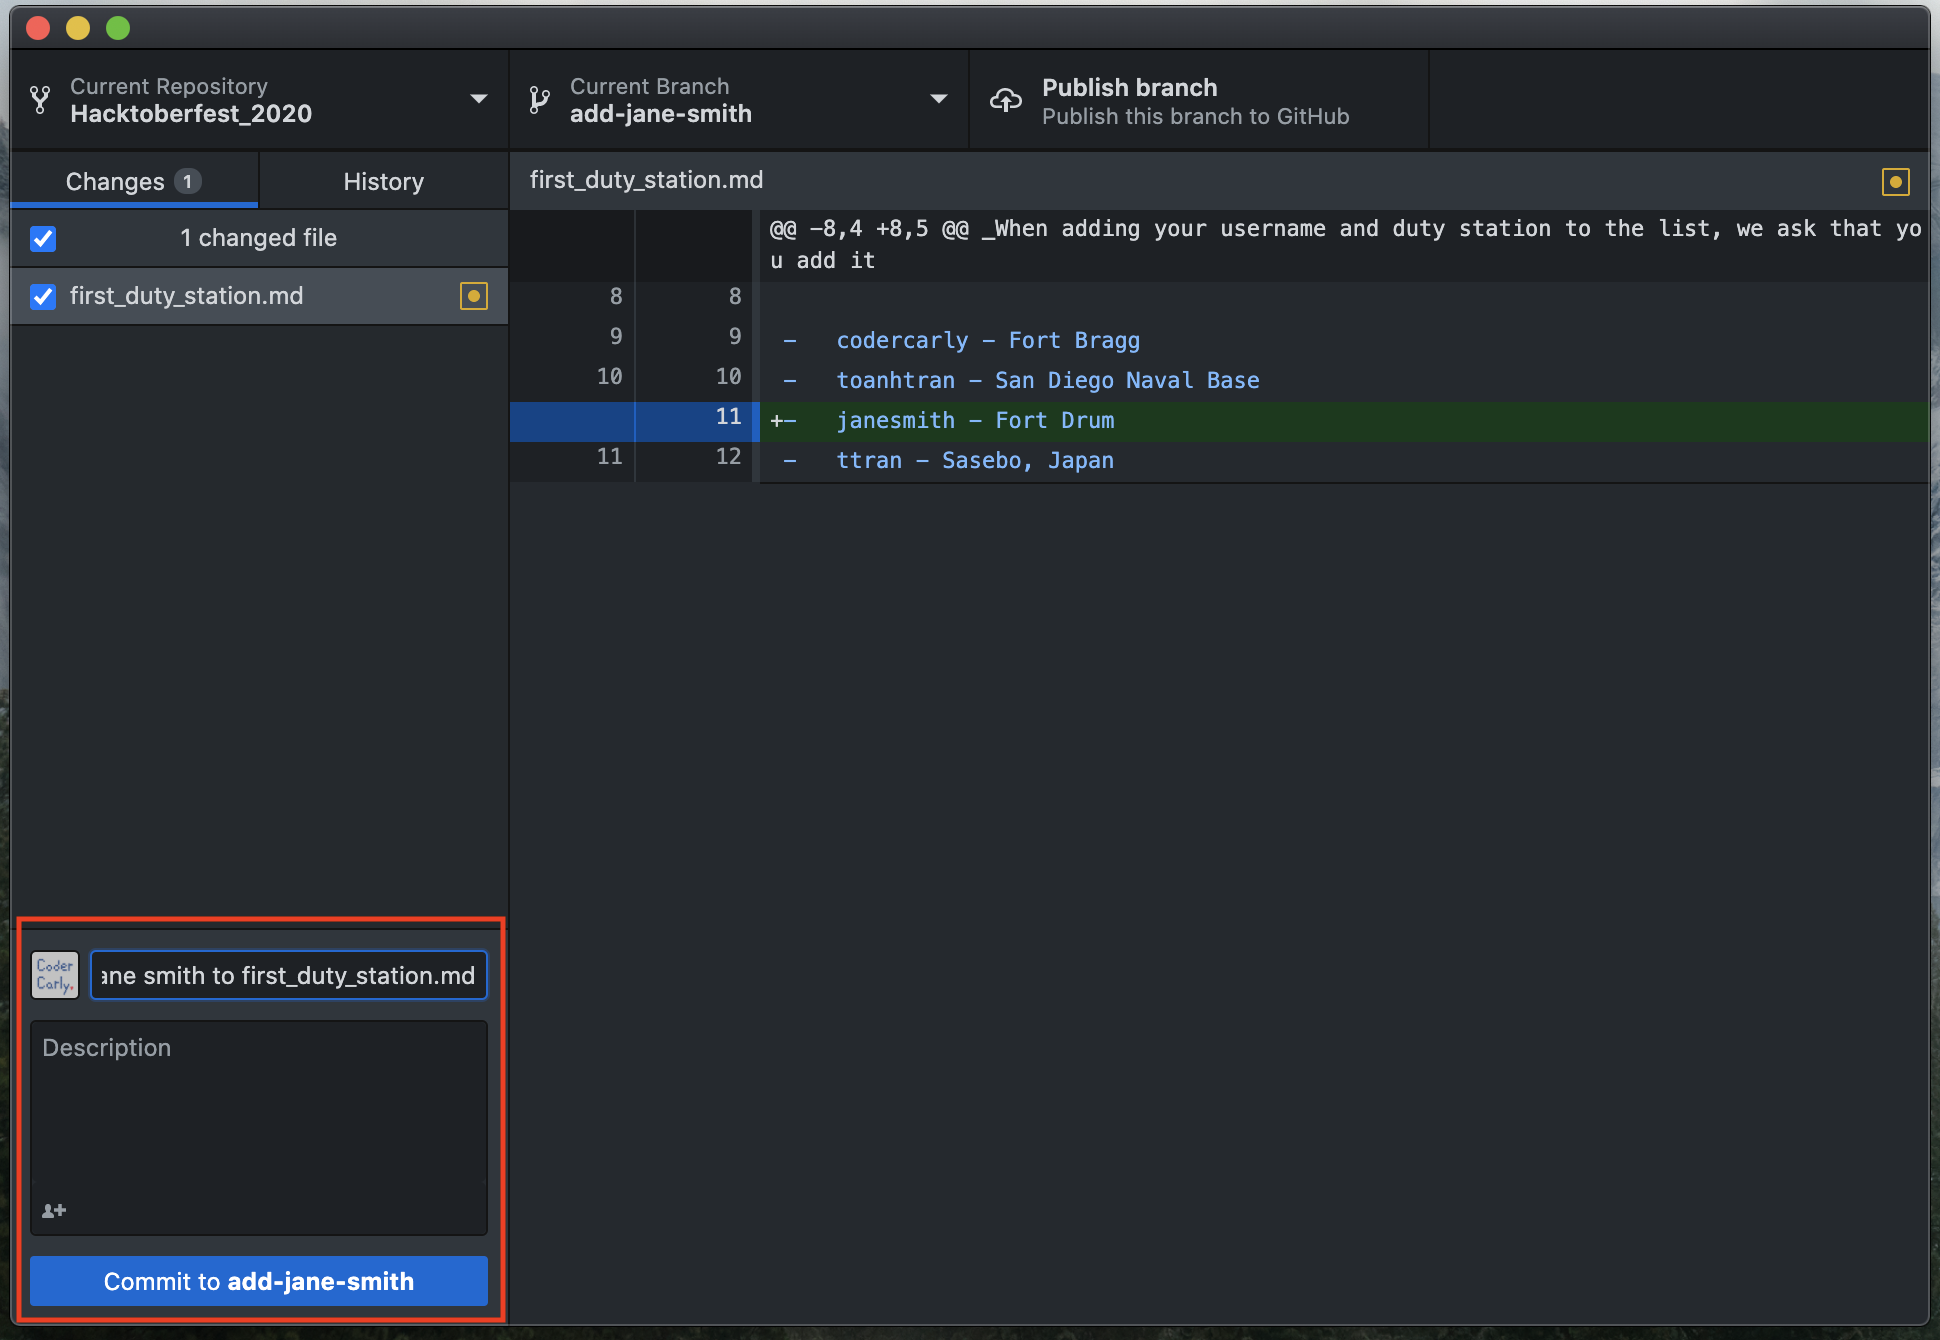 Current Repository
Hacktoberfest_2020
Current Branch
add-jane-smith
Publish branch
Publish this branch to GitHub
Changes 1
History
1 changed file
first_duty_station.md
first_duty_station.md
@@ -8,4 +8,5 @@ _When adding your username and duty station to the list, we ask that yo
u add it
8 8
9 9 - codercarly - Fort Bragg
10 10 - toanhtran - San Diego Naval Base
11 +- janesmith - Fort Drum
11 12 - ttran - Sasebo, Japan
Coder
Carly.
ane smith to first_duty_station.md
Description
Commit to add-jane-smith